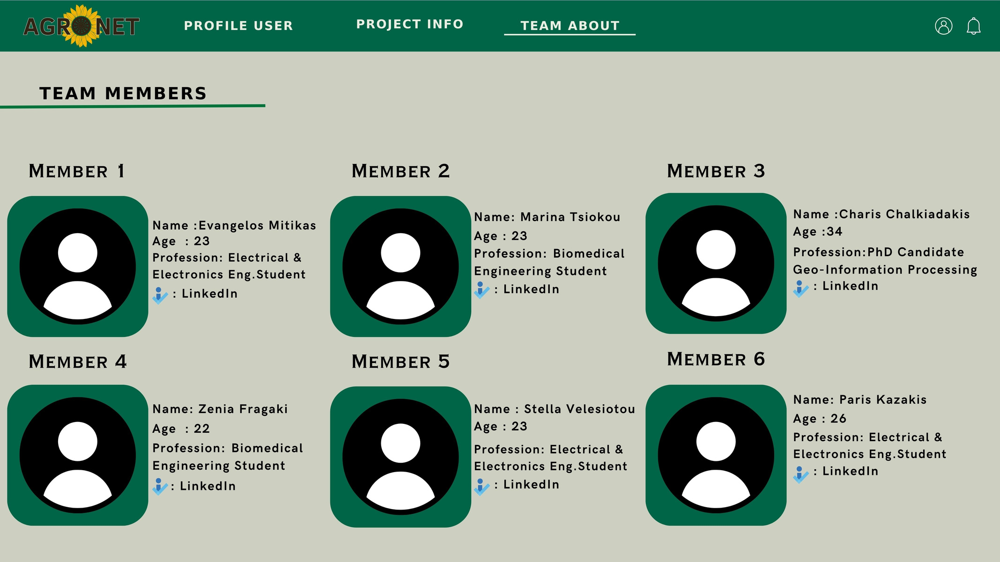 AGRONET
PROFILE USER
PROJECT INFO
TEAM ABOUT
TEAM MEMBERS
MEMBER 1
Name :Evangelos Mitikas
Age : 23
Profession: Electrical &
Electronics Eng.Student
: LinkedIn
MEMBER 2
Name: Marina Tsiokou
Age : 23
Profession: Biomedical
Engineering Student
: LinkedIn
MEMBER 3
Name :Charis Chalkiadakis
Age :34
Profession:PhD Candidate
Geo-Information Processing
: LinkedIn
MEMBER 4
Name: Zenia Fragaki
Age : 22
Profession: Biomedical
Engineering Student
: LinkedIn
MEMBER 5
Name : Stella Velesiotou
Age : 23
Profession: Electrical &
Electronics Eng.Student
: LinkedIn
MEMBER 6
Name: Paris Kazakis
Age : 26
Profession: Electrical &
Electronics Eng.Student
: LinkedIn